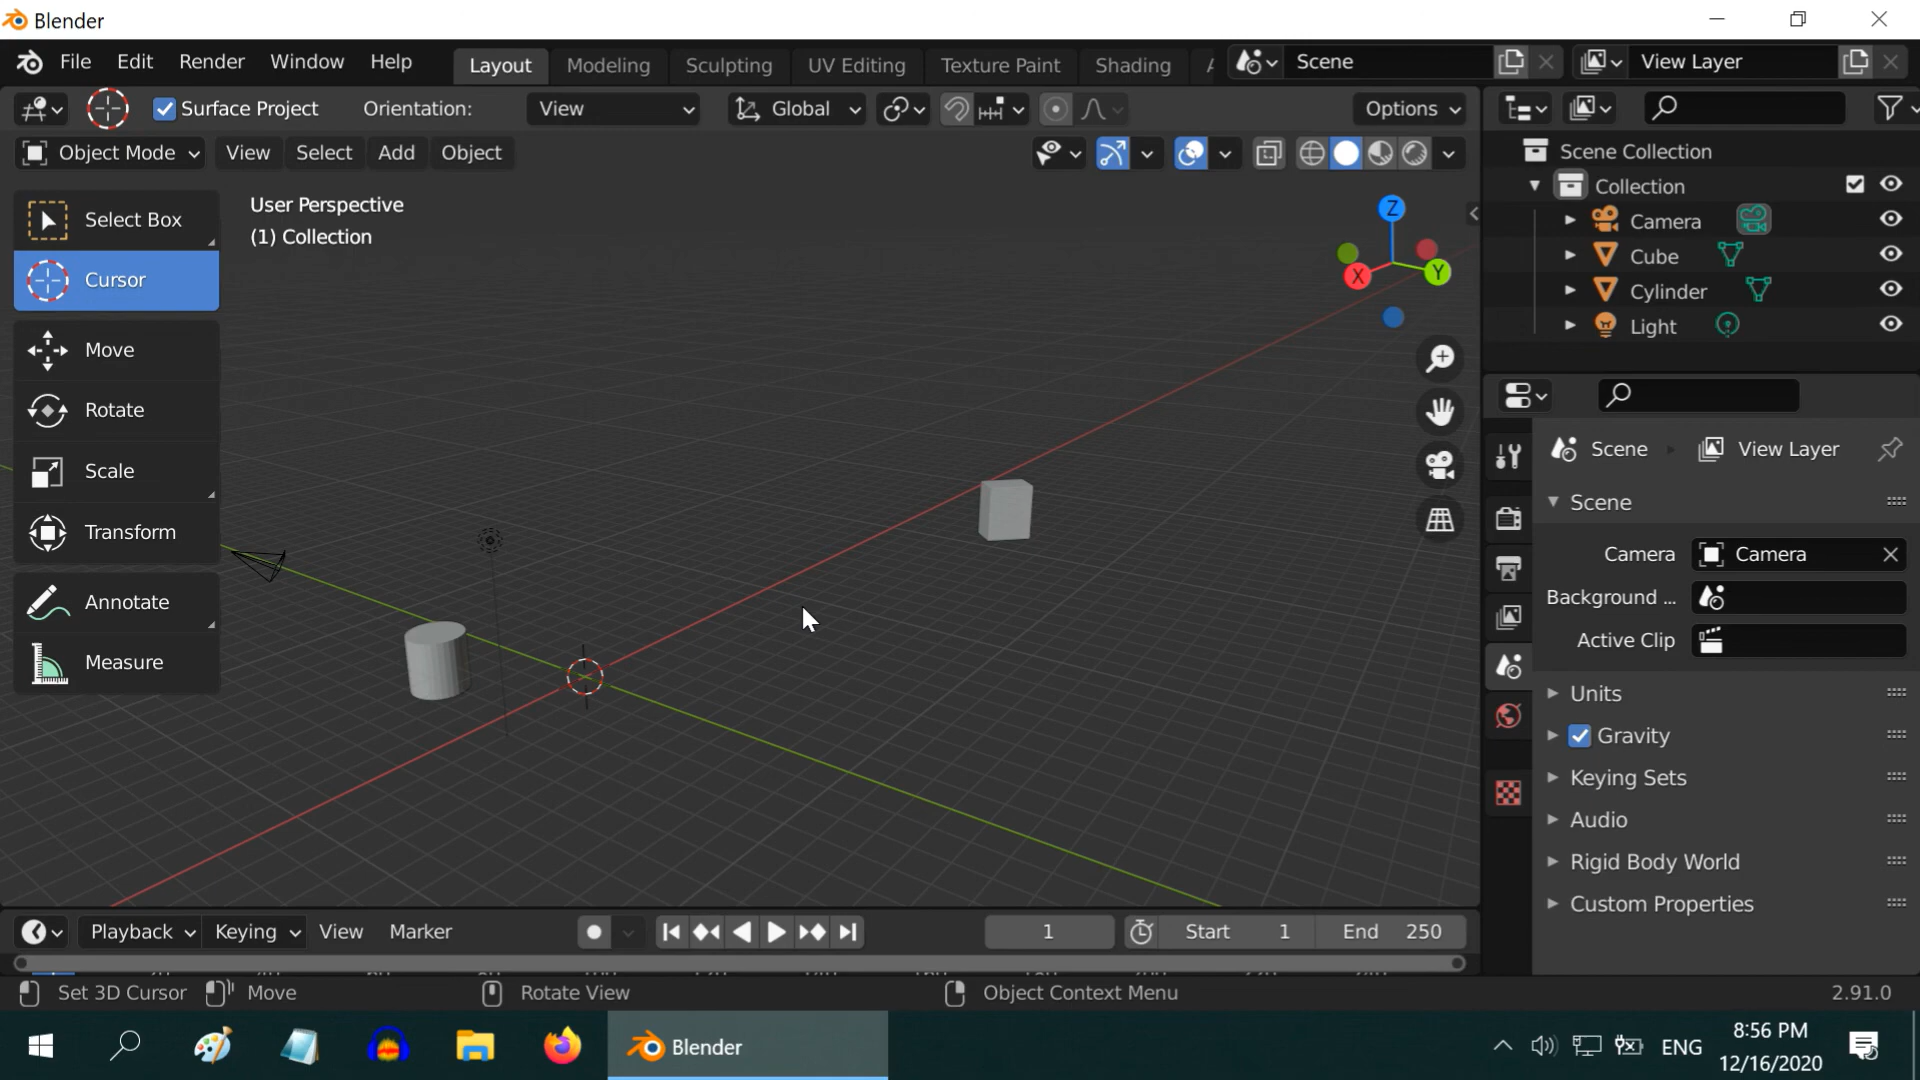 Blender
File Edit Render Window Help Layout Modeling Sculpting UV Editing Texture Paint Shading Scene View Layer
Surface Project Orientation: View Global Options
Object Mode View Select Add Object
User Perspective
(1) Collection
Select Box
Cursor
Move
Rotate
Scale
Transform
Annotate
Measure
Z
X
Y
Scene Collection
Collection
Camera
Cube
Cylinder
Light
Scene View Layer
Scene
Camera Camera
Background ...
Active Clip
Units
Gravity
Keying Sets
Audio
Rigid Body World
Custom Properties
Playback Keying View Marker 1 Start 1 End 250
Set 3D Cursor Move Rotate View Object Context Menu 2.91.0
Blender ENG
8:56 PM
12/16/2020